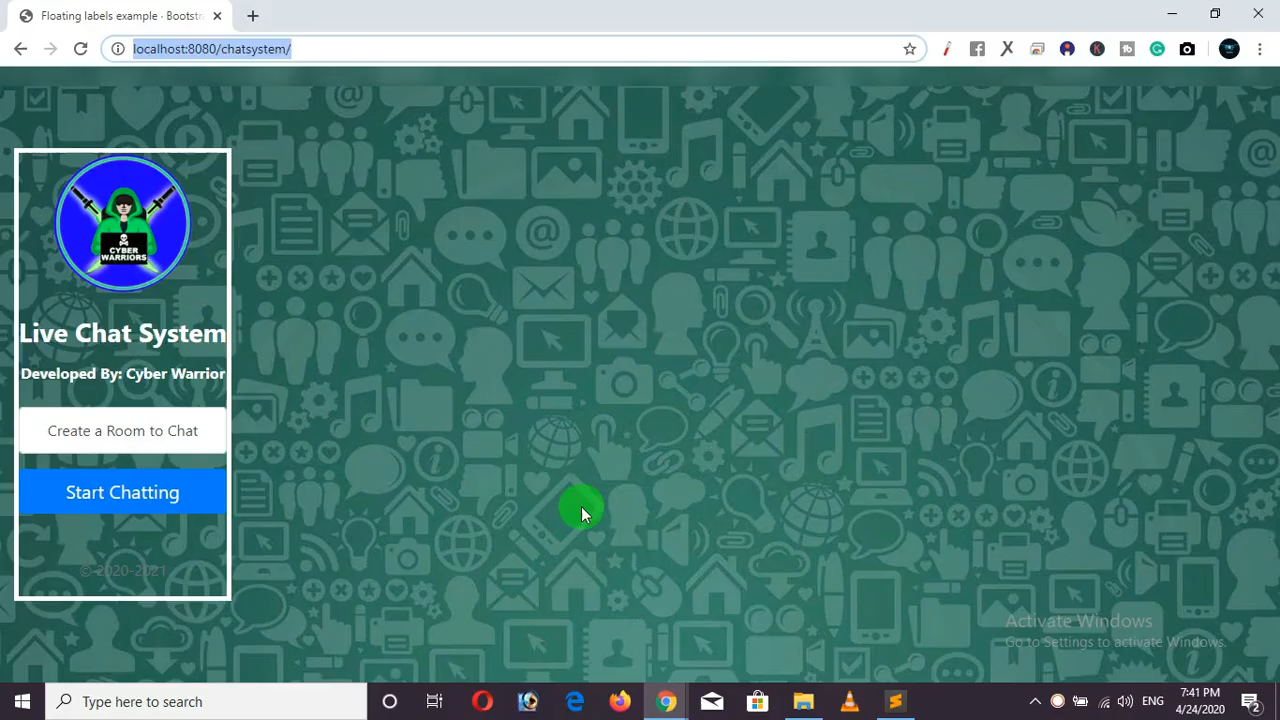 Floating labels example · Bootstr
localhost:8080/chatsystem/
CYBER
WARRIORS
Live Chat System
Developed By: Cyber Warrior
Create a Room to Chat
Start Chatting
© 2020-2021
Activate Windows
Go to Settings to activate Windows.
Type here to search
ENG
7:41 PM
4/24/2020
2